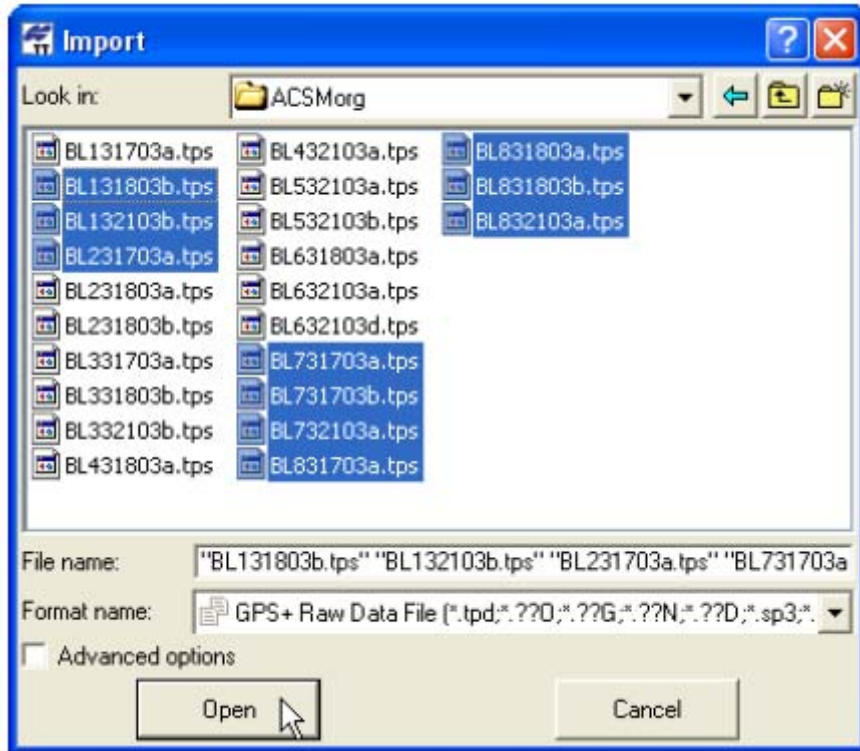 Import
Look in: ACSMorg
BL131703a.tps BL432103a.tps BL831803a.tps
BL131803b.tps BL532103a.tps BL831803b.tps
BL132103b.tps BL532103b.tps BL832103a.tps
BL231703a.tps BL631803a.tps
BL231803a.tps BL632103a.tps
BL231803b.tps BL632103d.tps
BL331703a.tps BL731703a.tps
BL331803b.tps BL731703b.tps
BL332103b.tps BL732103a.tps
BL431803a.tps BL831703a.tps
File name: "BL131803b.tps" "BL132103b.tps" "BL231703a.tps" "BL731703a
Format name: GPS+ Raw Data File (*.tpd;*.??O;*.??G;*.??N;*.??D;*.sp3;*.
Advanced options
Open Cancel